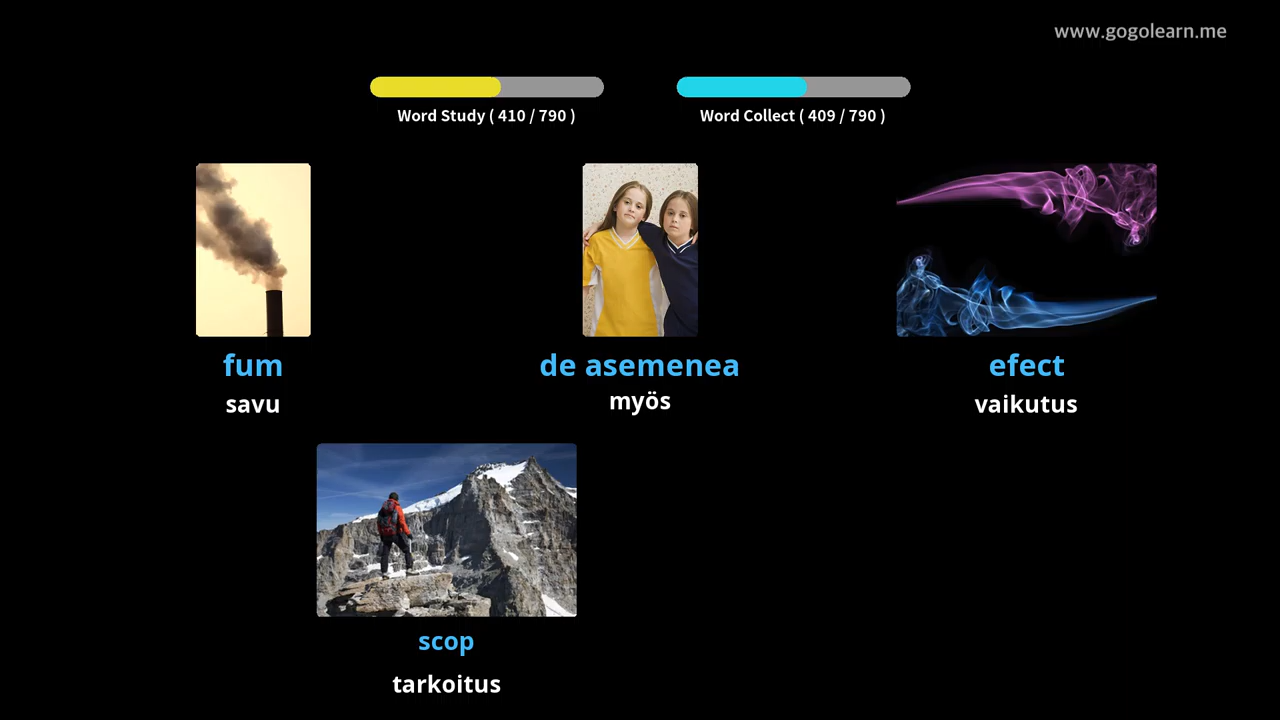 www.gogolearn.me
Word Study ( 410 / 790 )
Word Collect ( 409 / 790 )
fum
savu
de asemenea
myös
efect
vaikutus
scop
tarkoitus